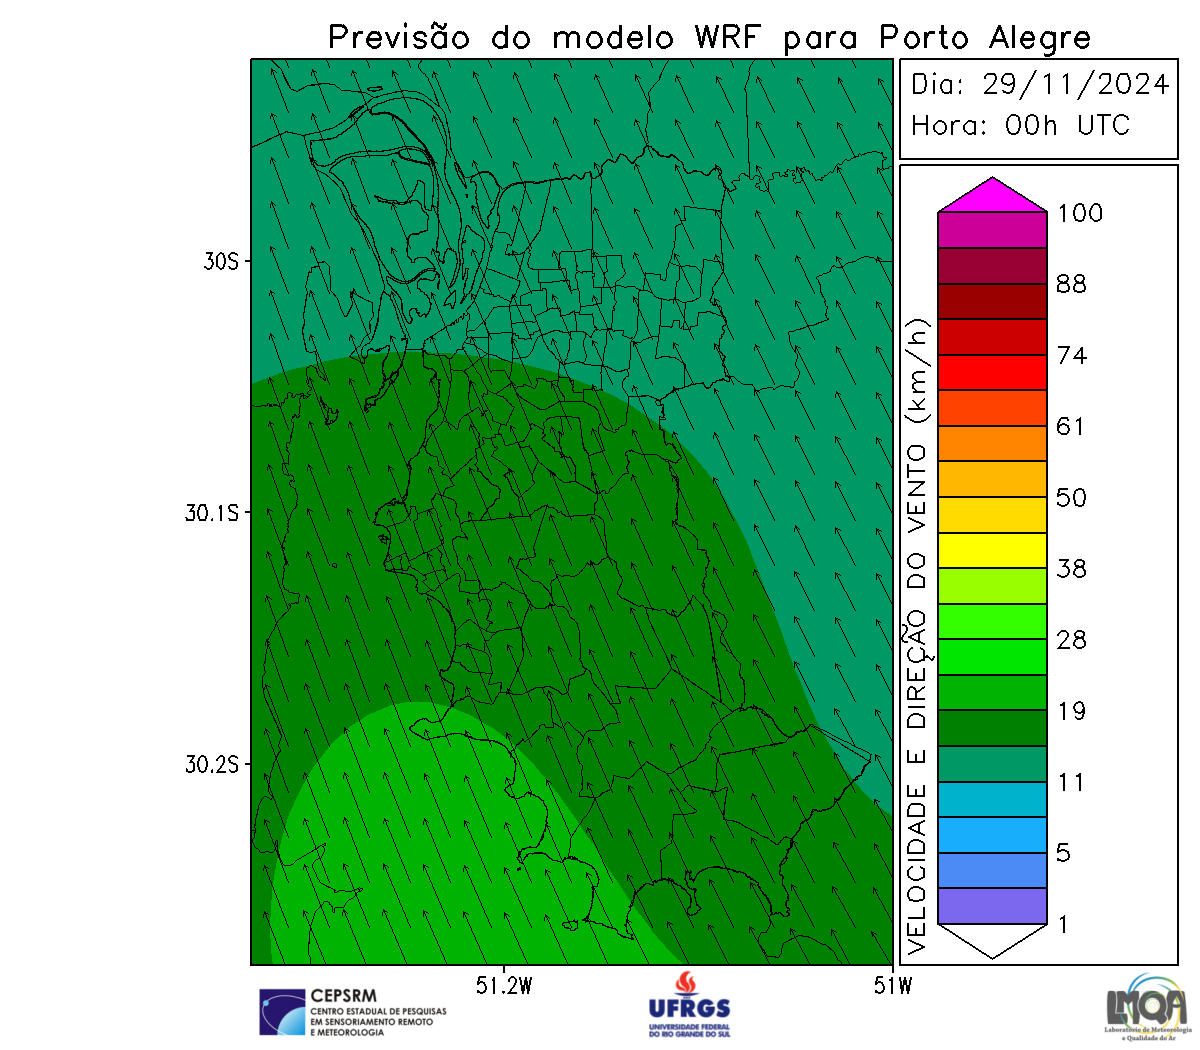 Previsão do modelo WRF para Porto Alegre
Dia: 29/11/2024
Hora: 00h UTC
30S
30.1S
30.2S
51.2W
51W
VELOCIDADE E DIREÇÃO DO VENTO (km/h)
100
88
74
61
50
38
28
19
11
5
1
CEPSRM
CENTRO ESTADUAL DE PESQUISAS
EM SENSORIAMENTO REMOTO
E METEOROLOGIA
UFRGS
UNIVERSIDADE FEDERAL
DO RIO GRANDE DO SUL
LMQA
Laboratório de Meteorologia
e Qualidade do Ar